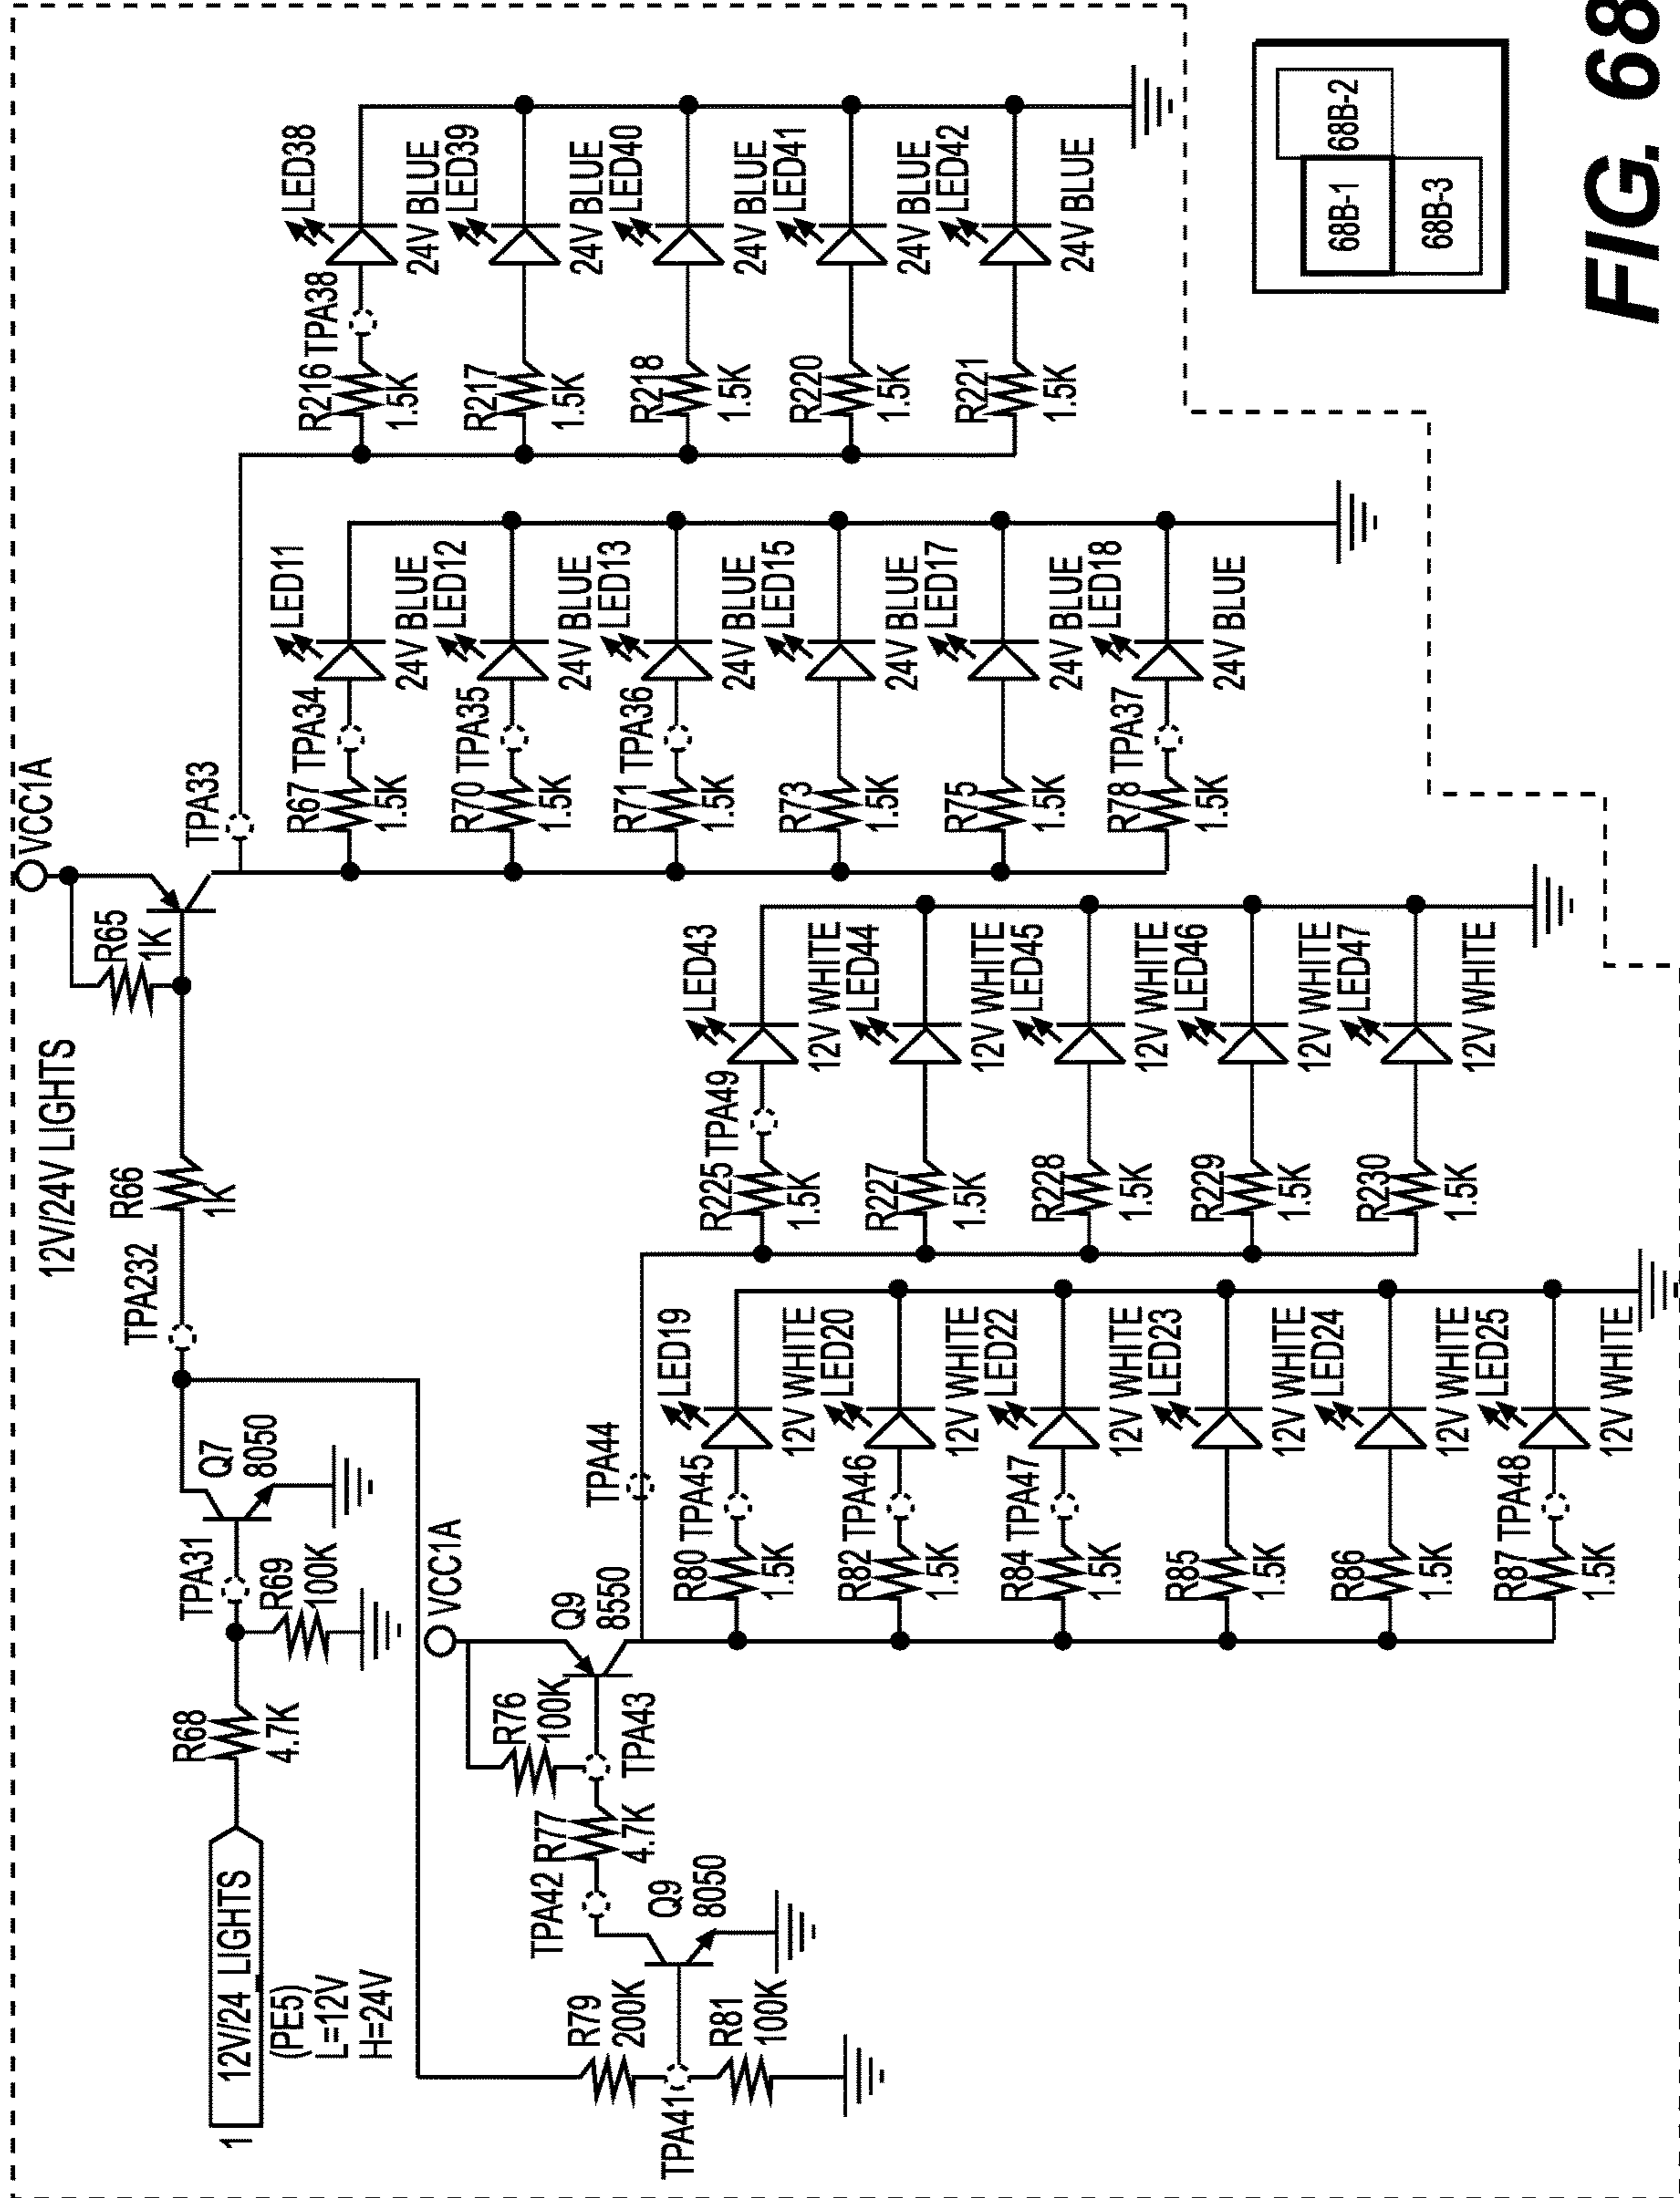 12V/24V LIGHTS
VCC1A
R65
1K
R66
1K
TPA232
Q7
8050
TPA31
R69
100K
R68
4.7K
12V/24 LIGHTS
1
(PE5)
L=12V
H=24V
TPA33
R67
1.5K
TPA34
LED11
24V BLUE
R70
1.5K
TPA35
LED12
24V BLUE
R71
1.5K
TPA36
LED13
24V BLUE
R73
1.5K
LED15
24V BLUE
R75
1.5K
LED17
24V BLUE
R78
1.5K
TPA37
LED18
24V BLUE
R216
1.5K
TPA38
LED38
24V BLUE
R217
1.5K
LED39
24V BLUE
R218
1.5K
LED40
24V BLUE
R220
1.5K
LED41
24V BLUE
R221
1.5K
LED42
24V BLUE
VCC1A
Q9
8550
R76
100K
TPA43
R77
4.7K
TPA42
Q9
8050
R79
200K
TPA41
R81
100K
TPA44
R80
1.5K
TPA45
LED19
12V WHITE
R82
1.5K
TPA46
LED20
12V WHITE
R84
1.5K
TPA47
LED22
12V WHITE
R85
1.5K
LED23
12V WHITE
R86
1.5K
LED24
12V WHITE
R87
1.5K
TPA48
LED25
12V WHITE
R225
1.5K
TPA49
LED43
12V WHITE
R227
1.5K
LED44
12V WHITE
R228
1.5K
LED45
12V WHITE
R229
1.5K
LED46
12V WHITE
R230
1.5K
LED47
12V WHITE
68B-1
68B-2
68B-3
FIG. 68